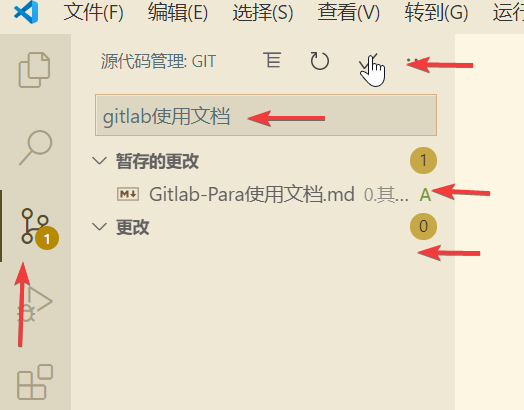 文件(F) 编辑(E) 选择(S) 查看(V) 转到(G) 运行
源代码管理: GIT
gitlab使用文档
暂存的更改 1
Gitlab-Para使用文档.md 0.其... A
1
更改 0